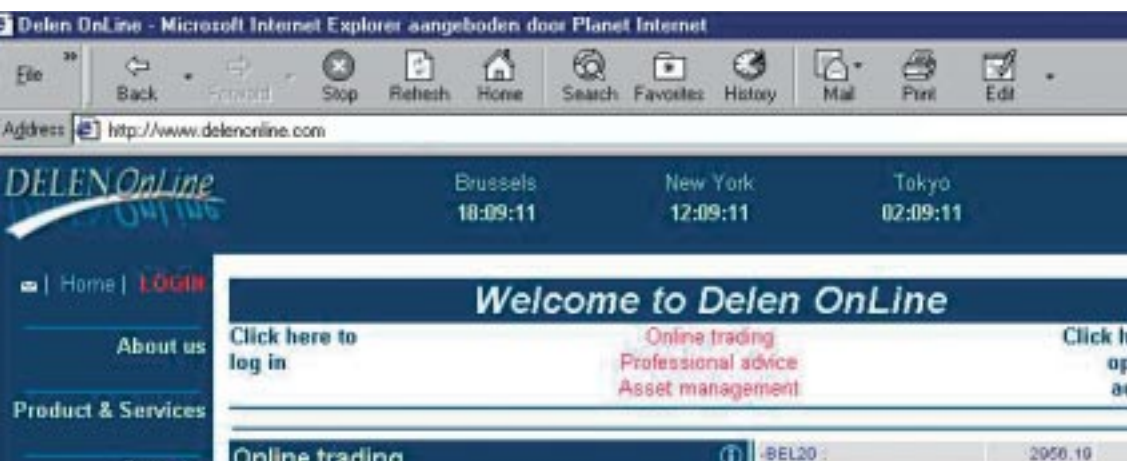 Delen OnLine - Microsoft Internet Explorer aangeboden door Planet Internet
File » Back Forward Stop Refresh Home Search Favorites History Mail Print Edit
Address http://www.delenonline.com
DELEN OnLine
Brussels New York Tokyo
18:09:11 12:09:11 02:09:11
| Home | LOGIN
Welcome to Delen OnLine
About us
Click here to
log in
Online trading
Professional advice
Asset management
Click h
op
a
Product & Services
Online trading
-BEL20 : 2956.19